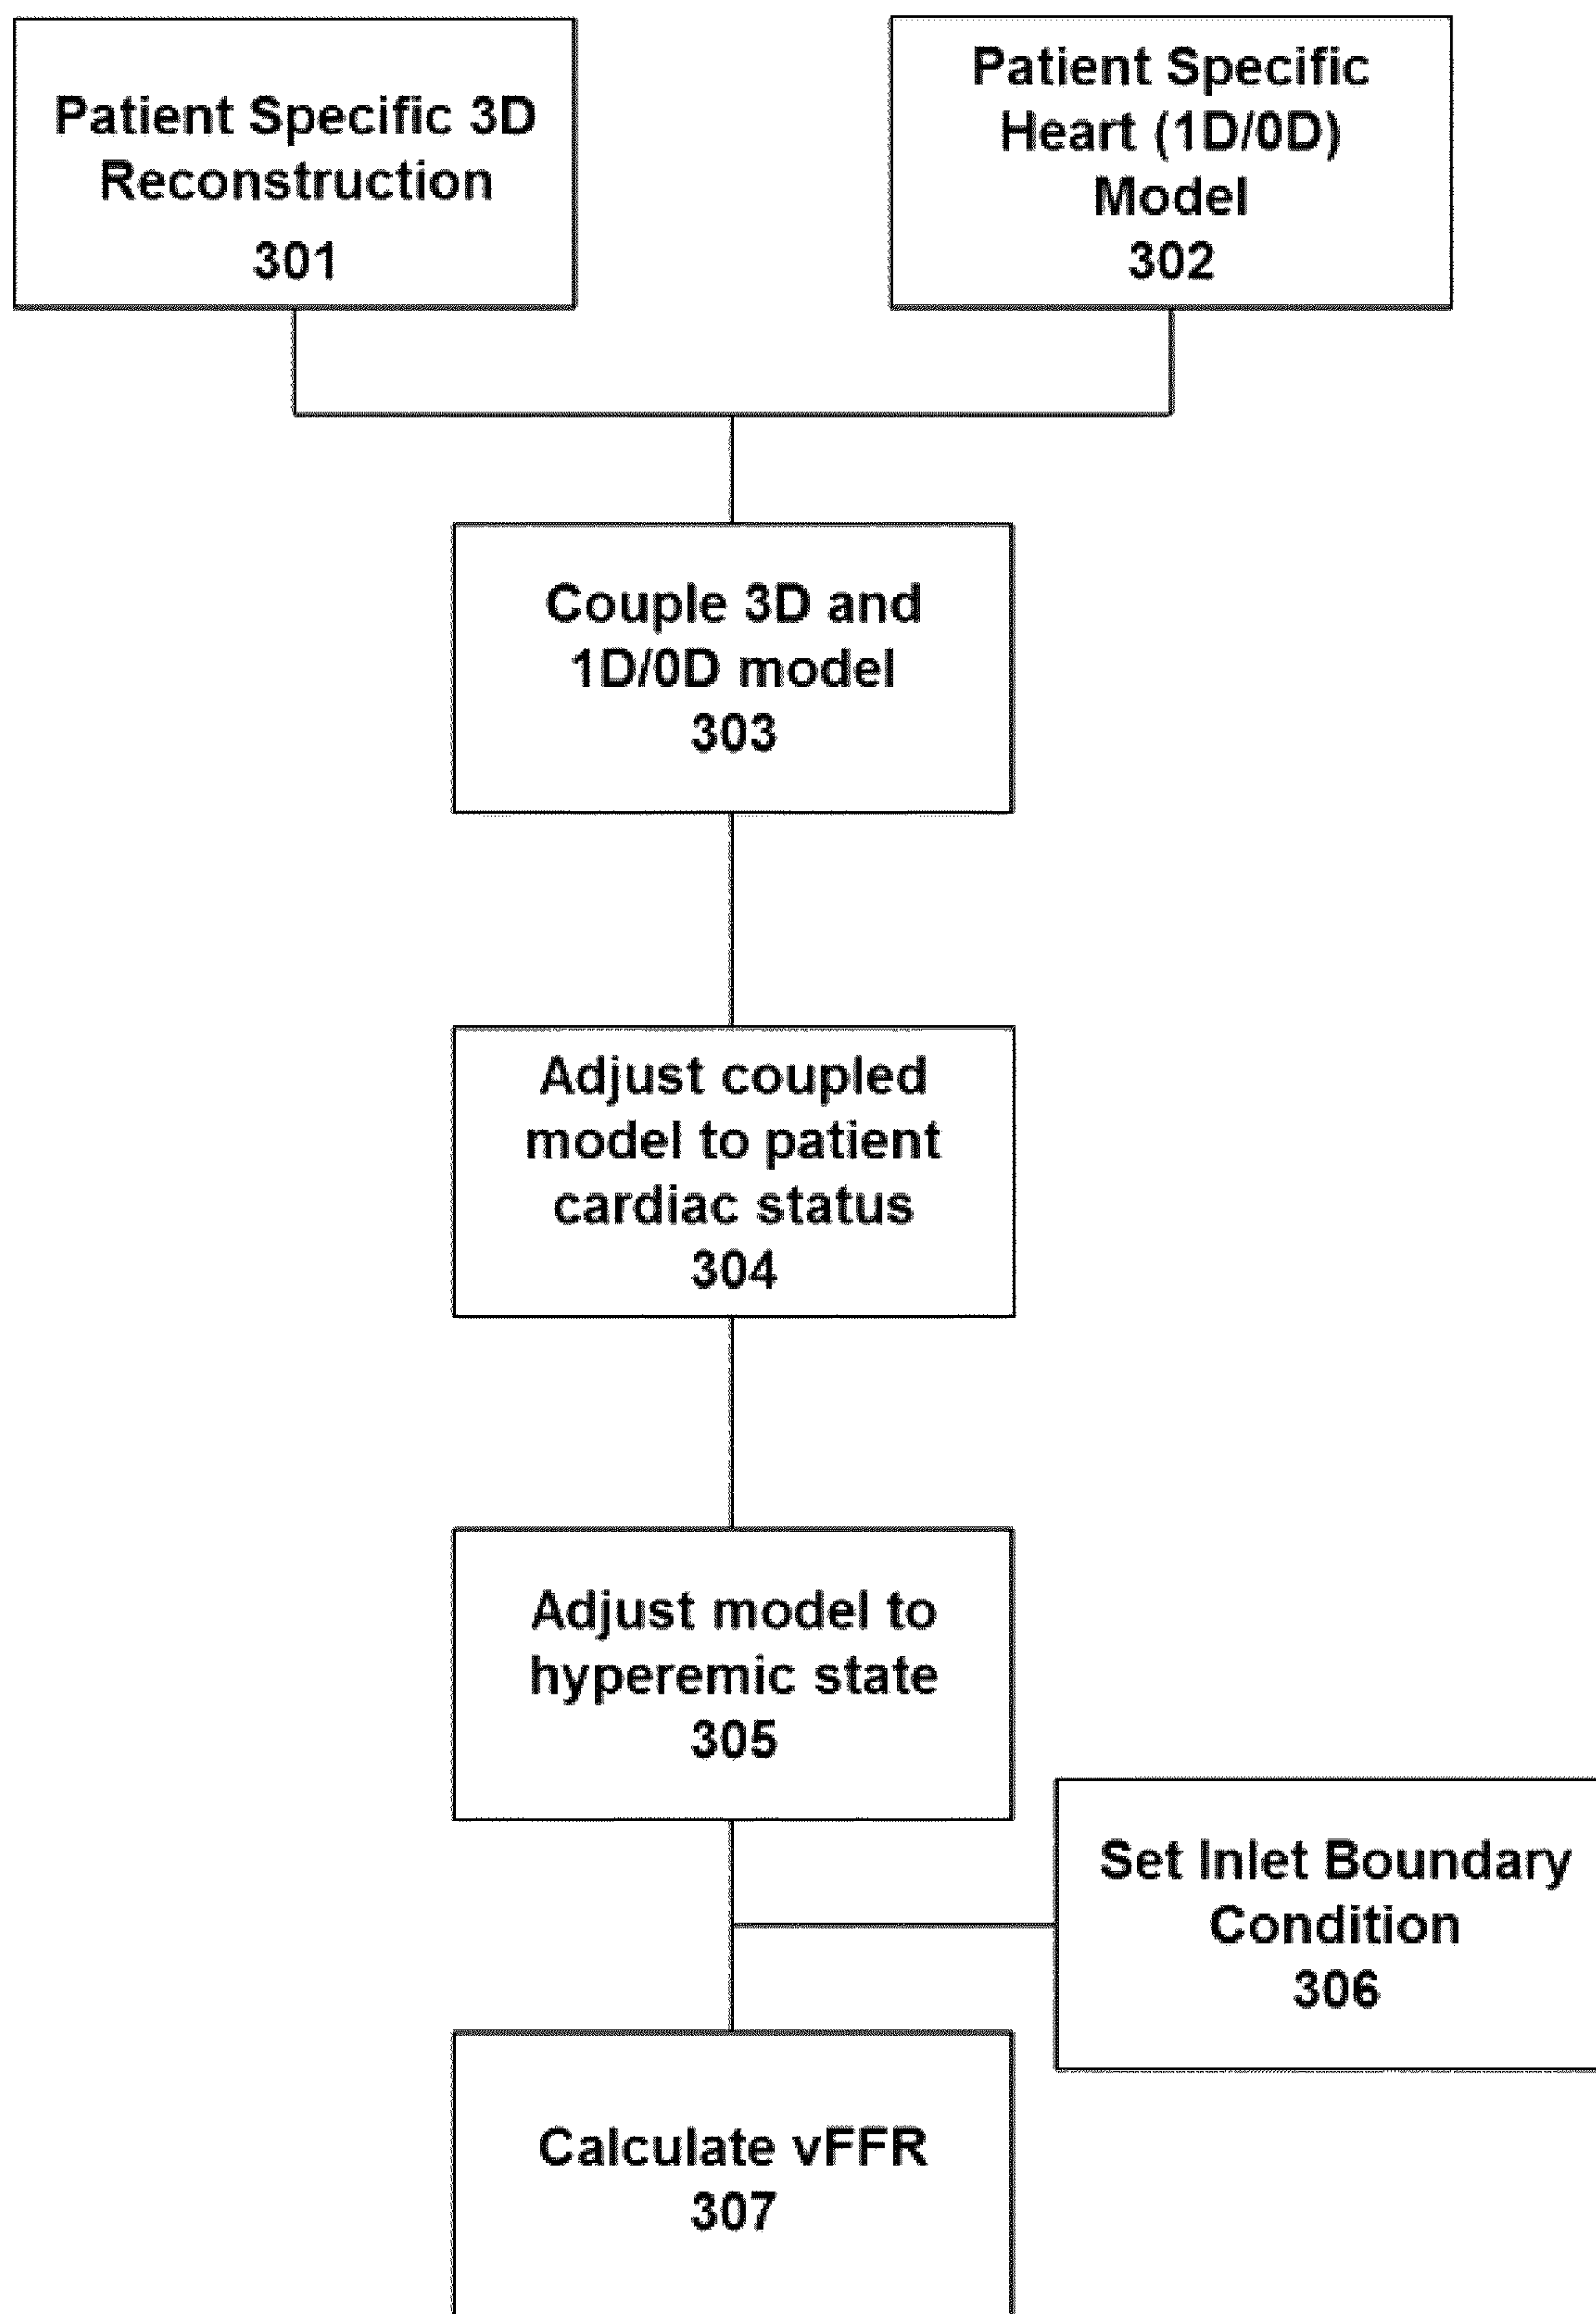 Patient Specific 3D
Reconstruction
301
Patient Specific
Heart (1D/0D)
Model
302
Couple 3D and
1D/0D model
303
Adjust coupled
model to patient
cardiac status
304
Adjust model to
hyperemic state
305
Set Inlet Boundary
Condition
306
Calculate vFFR
307